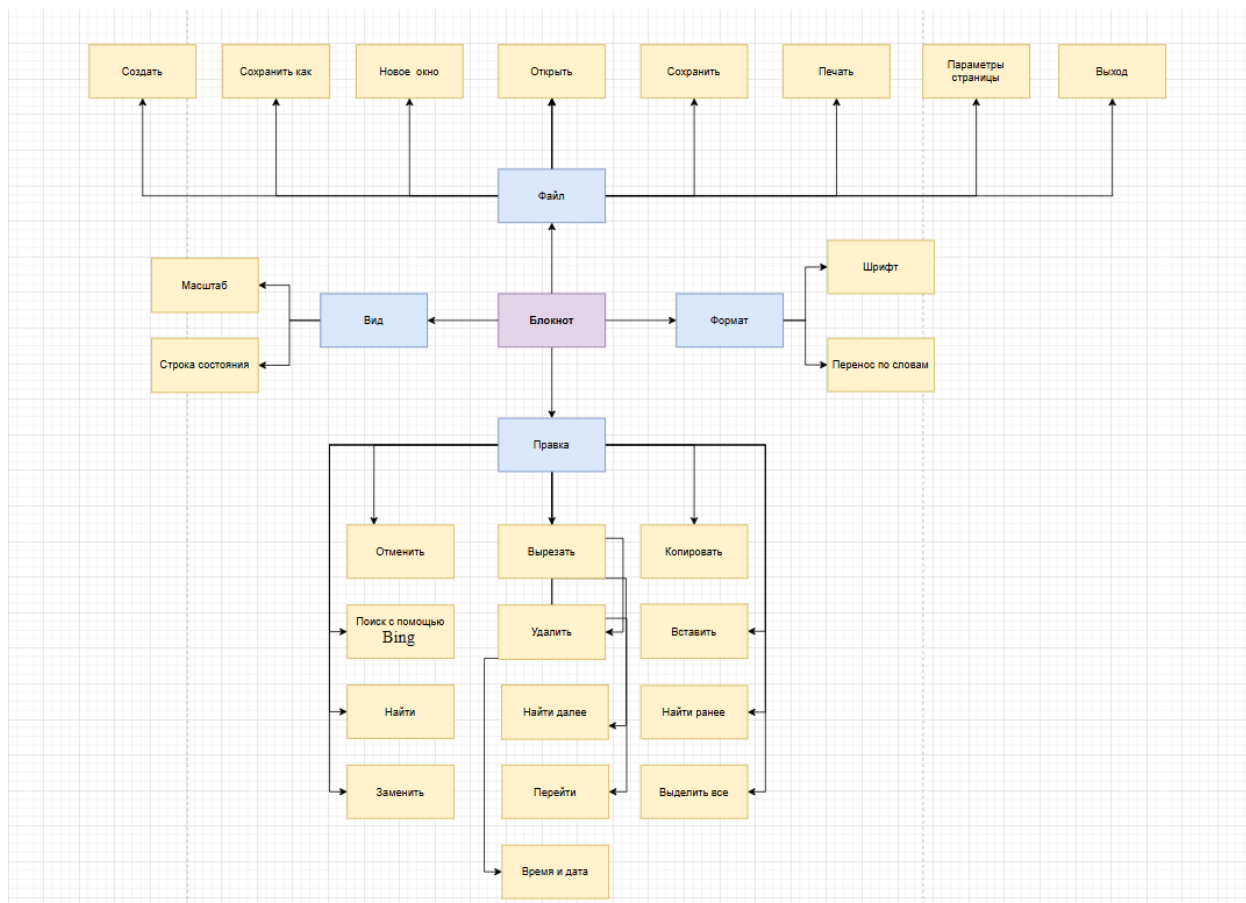 Создать
Сохранить как
Новое окно
Открыть
Сохранить
Печать
Параметры
страницы
Выход
Файл
Масштаб
Строка состояния
Вид
Блокнот
Формат
Шрифт
Перенос по словам
Правка
Отменить
Вырезать
Копировать
Поиск с помощью
Bing
Удалить
Вставить
Найти
Найти далее
Найти ранее
Заменить
Перейти
Выделить все
Время и дата